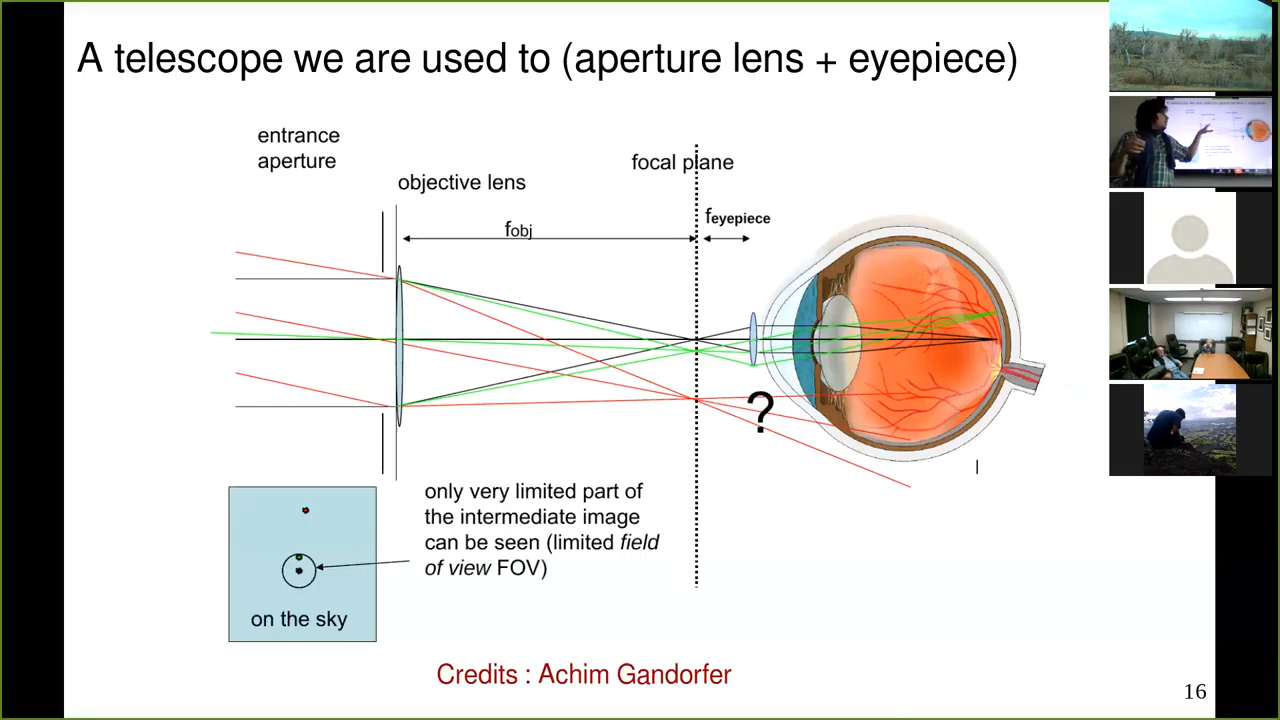 A telescope we are used to (aperture lens + eyepiece)
entrance
aperture
objective lens
focal plane
fobj
feyepiece
?
only very limited part of
the intermediate image
can be seen (limited field
of view FOV)
on the sky
Credits : Achim Gandorfer
16